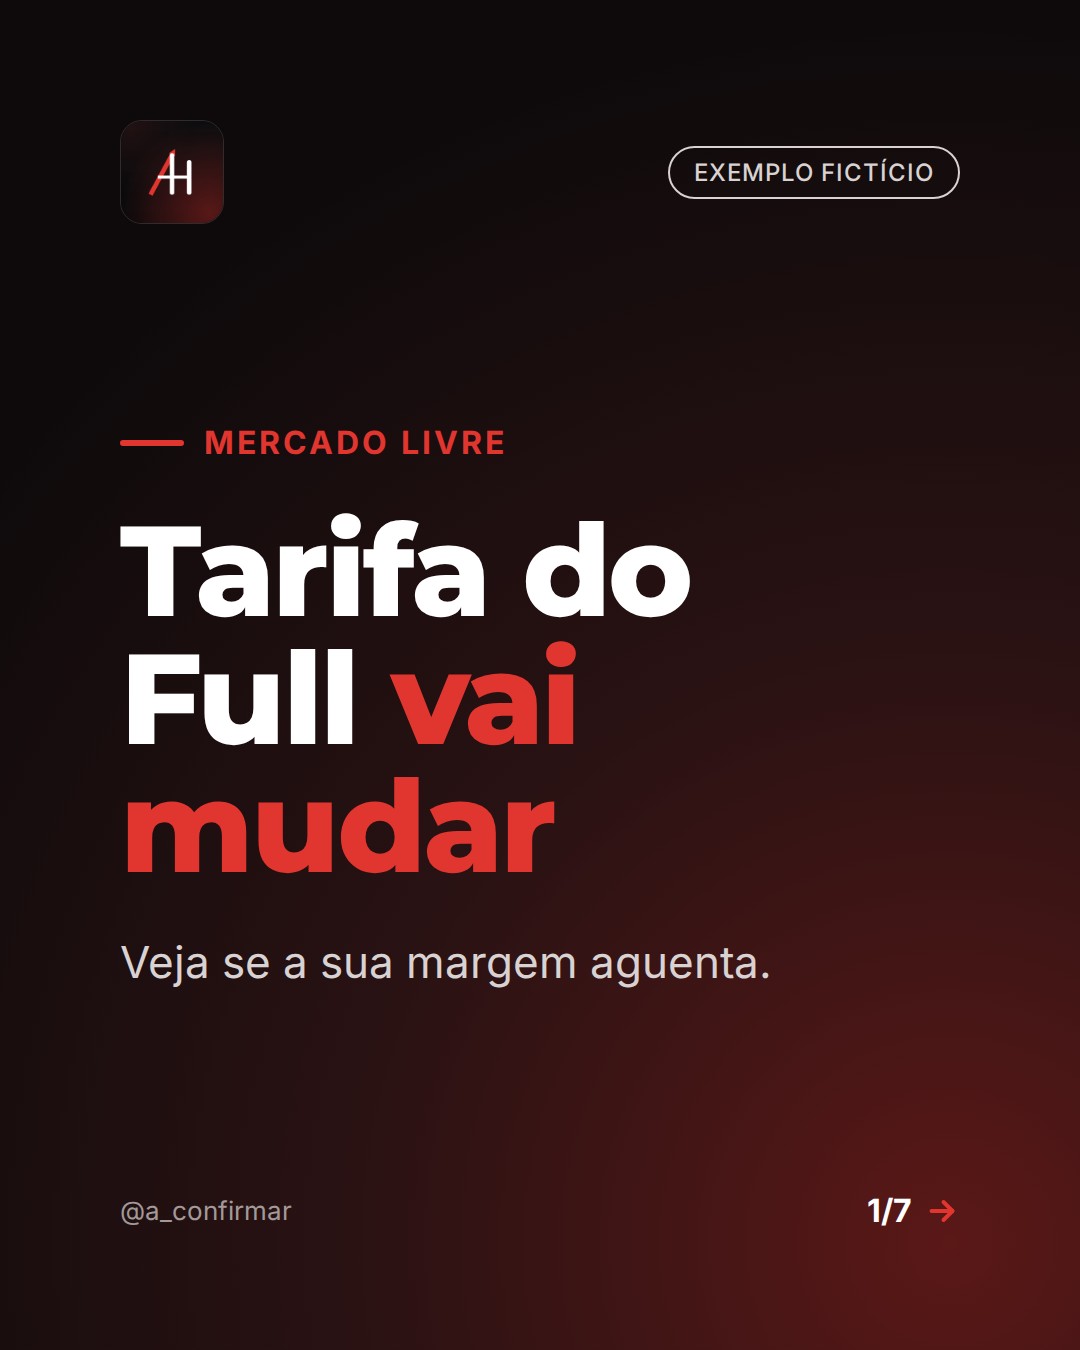 AH
EXEMPLO FICTÍCIO
MERCADO LIVRE
Tarifa do
Full vai
mudar
Veja se a sua margem aguenta.
@a_confirmar
1/7 →